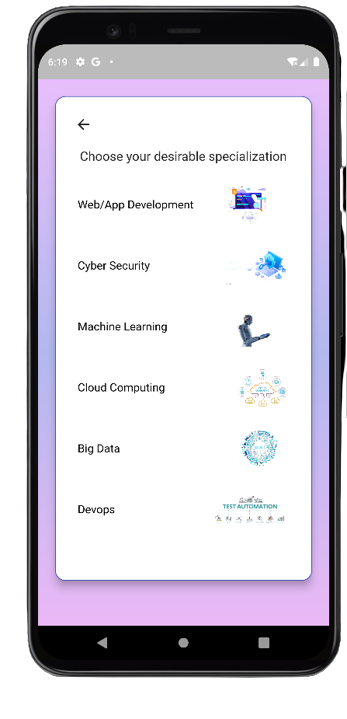 6:19
Choose your desirable specialization
Web/App Development
Cyber Security
Machine Learning
Cloud Computing
Big Data
Devops
TEST AUTOMATION